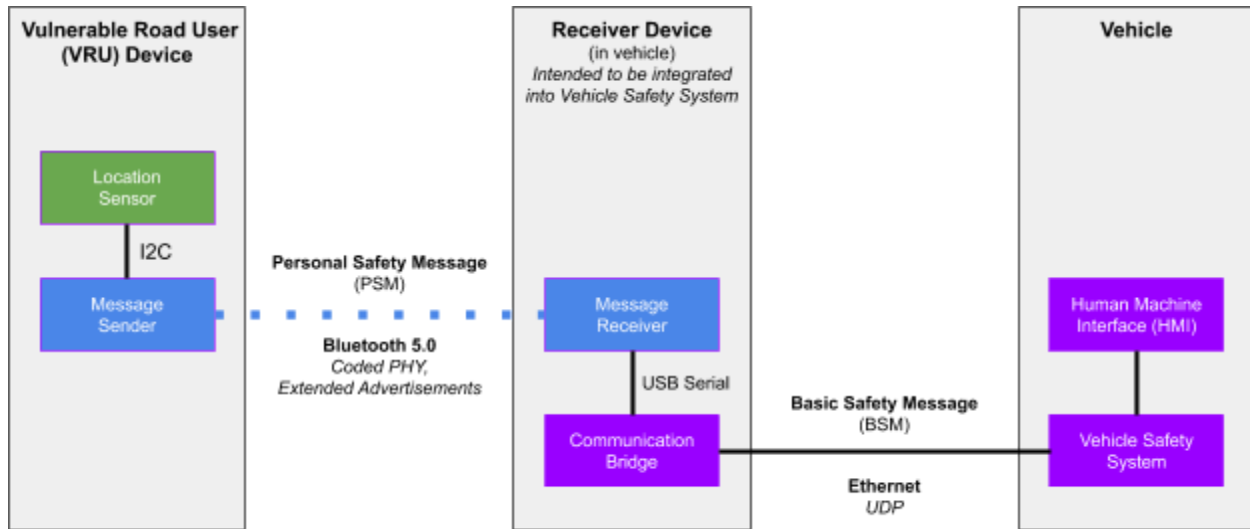 Vulnerable Road User
(VRU) Device
Location
Sensor
I2C
Message
Sender
Personal Safety Message
(PSM)
Bluetooth 5.0
Coded PHY,
Extended Advertisements
Receiver Device
(in vehicle)
Intended to be integrated
into Vehicle Safety System
Message
Receiver
USB Serial
Communication
Bridge
Basic Safety Message
(BSM)
Ethernet
UDP
Vehicle
Human Machine
Interface (HMI)
Vehicle Safety
System